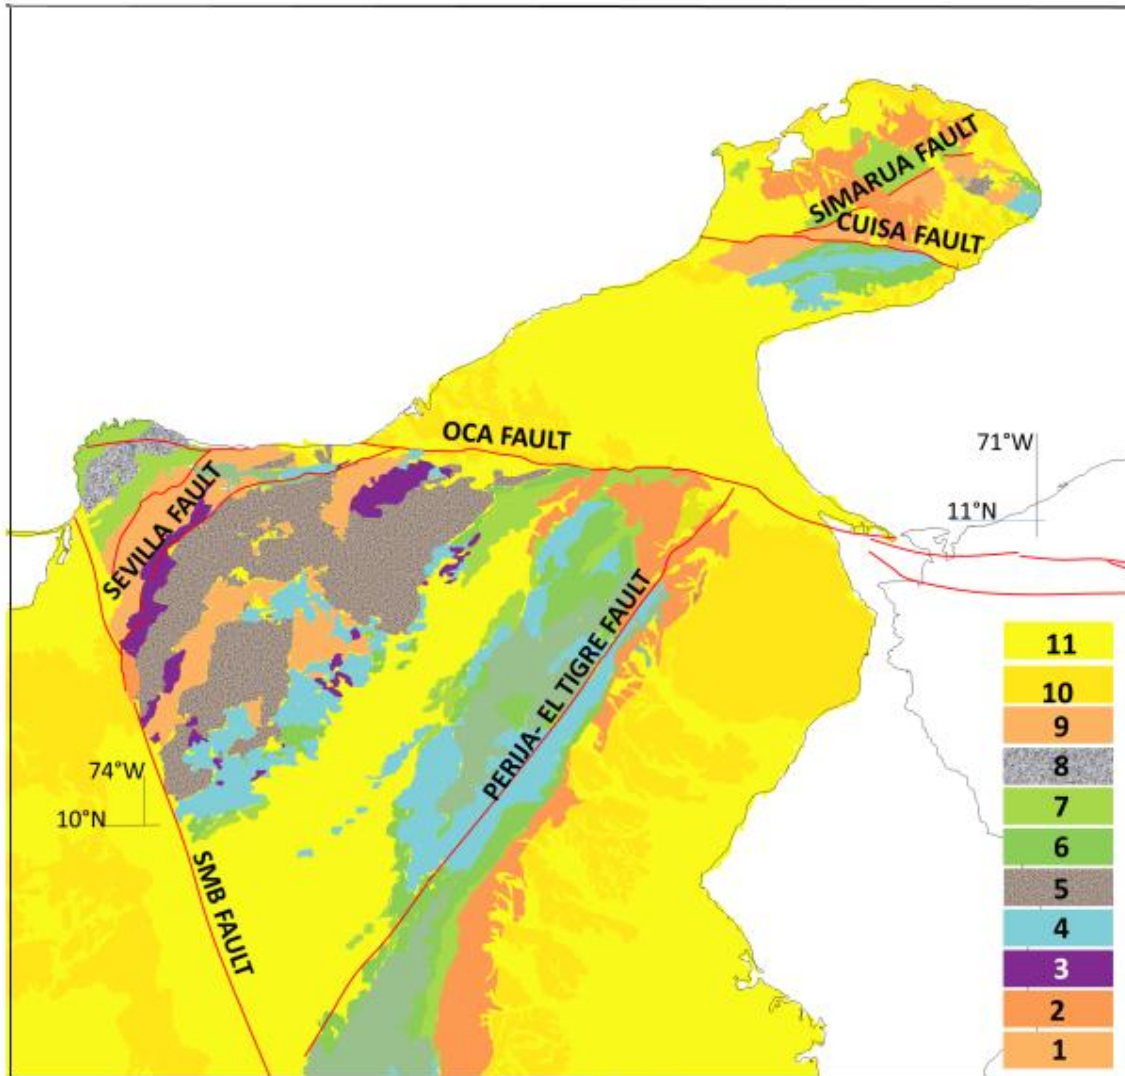 SIMARUA FAULT
CUISA FAULT
OCA FAULT
71°W
11°N
SEVILLA FAULT
PERIJA- EL TIGRE FAULT
74°W
10°N
SMB FAULT
11
10
9
8
7
6
5
4
3
2
1